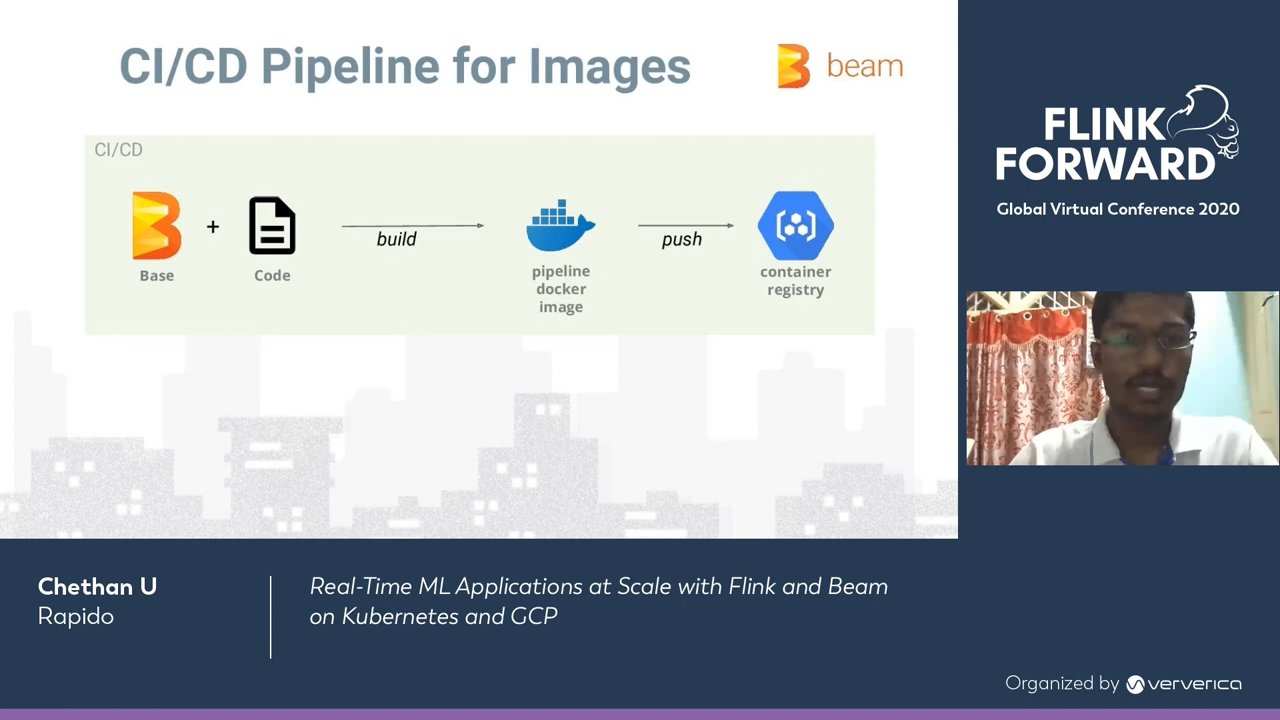 CI/CD Pipeline for Images
beam
CI/CD
+
build
push
Base
Code
pipeline
docker
image
container
registry
FLINK
FORWARD
Global Virtual Conference 2020
Chethan U
Rapido
Real-Time ML Applications at Scale with Flink and Beam
on Kubernetes and GCP
Organized by ververica